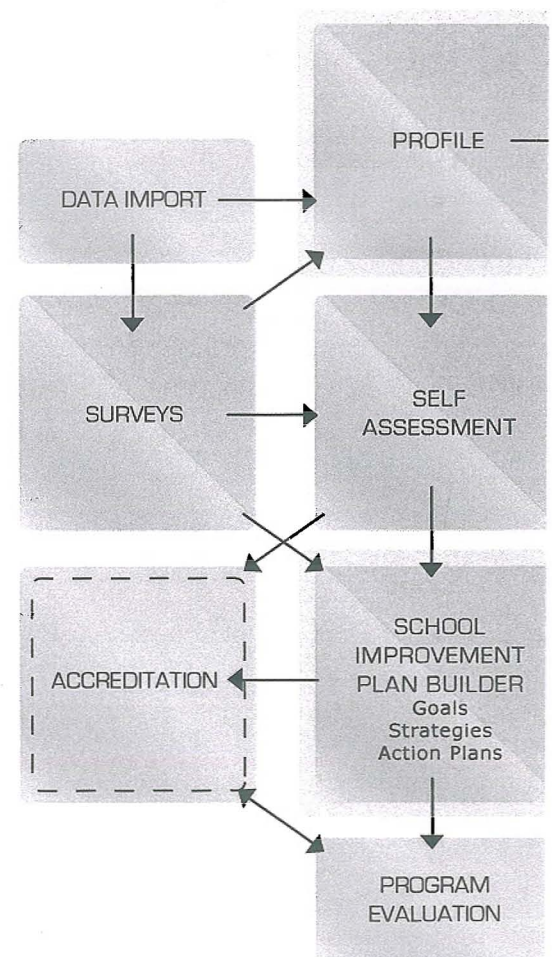 PROFILE
DATA IMPORT
SURVEYS
SELF
ASSESSMENT
ACCREDITATION
SCHOOL
IMPROVEMENT
PLAN BUILDER
Goals
Strategies
Action Plans
PROGRAM
EVALUATION